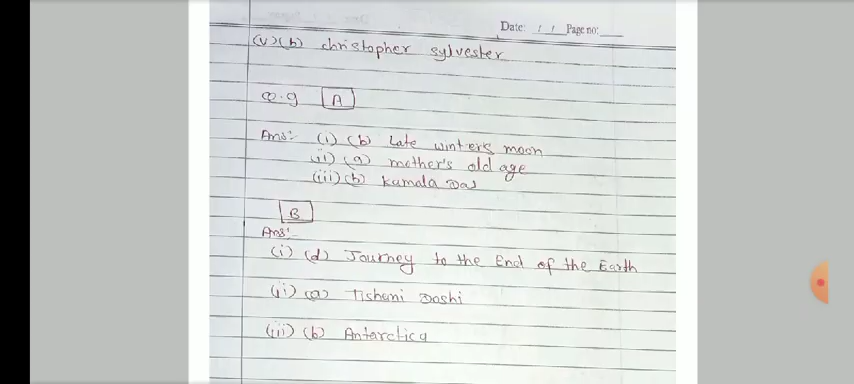 Date: / / Page no:
(v) (b) christopher sylvester
Q.9 A
Ans:- (i) (b) Late winters moon
(ii) (a) mother's old age
(iii) (b) Kamala Das
B
Ans:-
(i) (d) Journey to the End of the Earth
(ii) (a) Tishani Doshi
(iii) (b) Antarctica